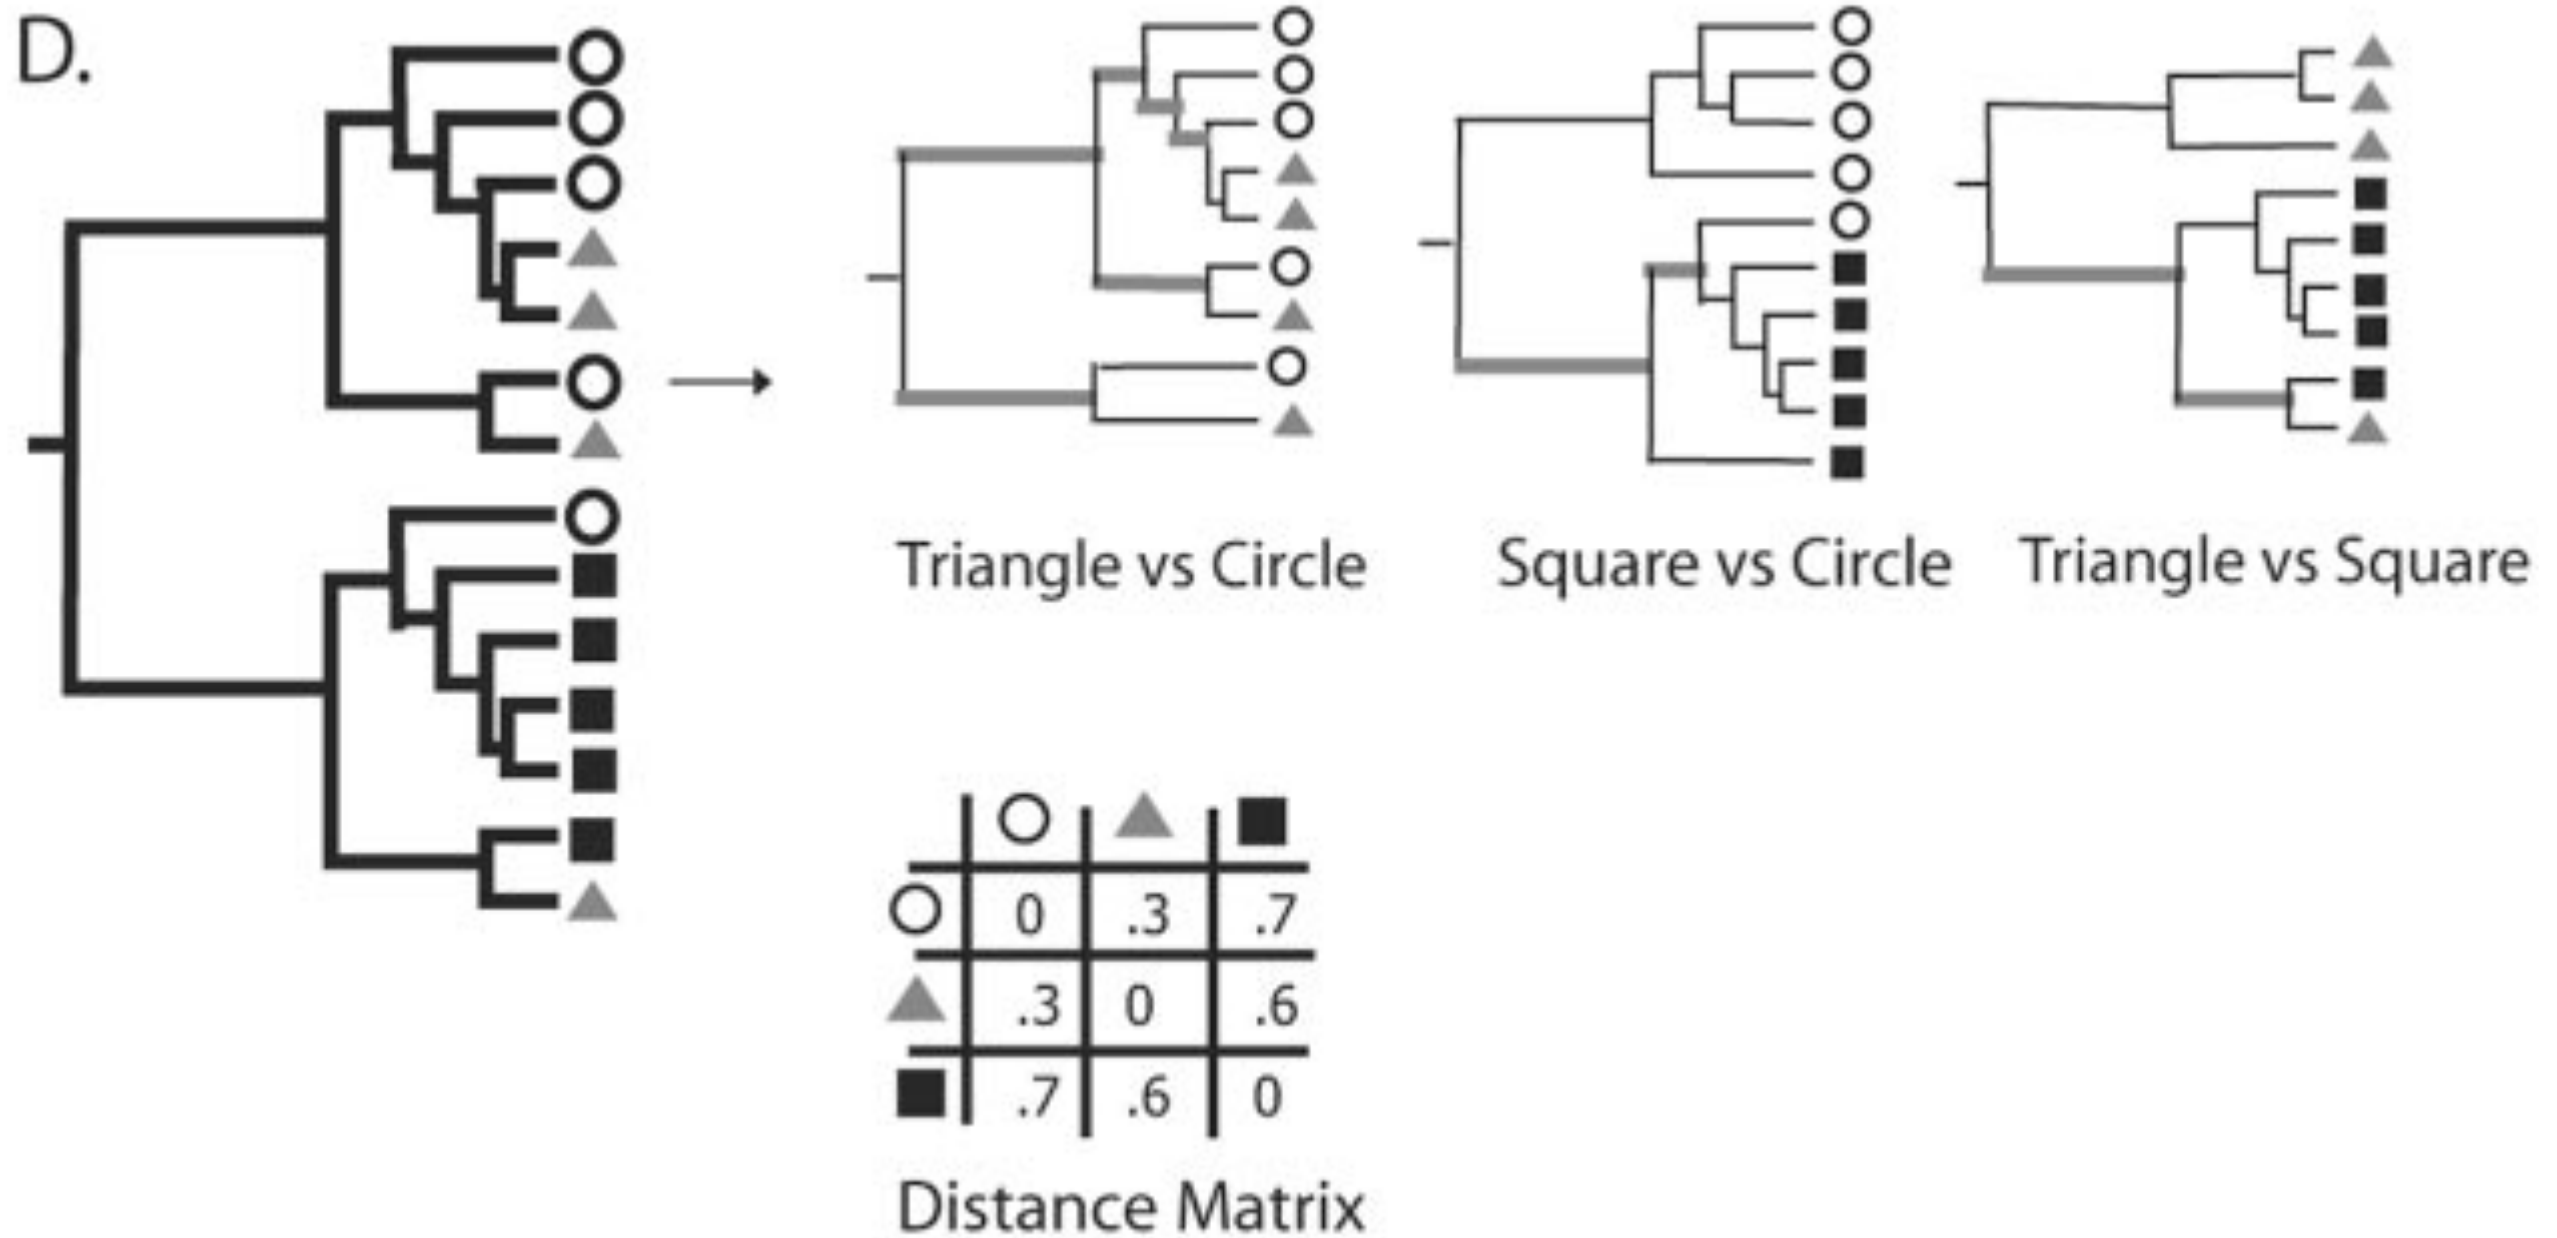 D.
Triangle vs Circle
Square vs Circle
Triangle vs Square
0 .3 .7
.3 0 .6
.7 .6 0
Distance Matrix